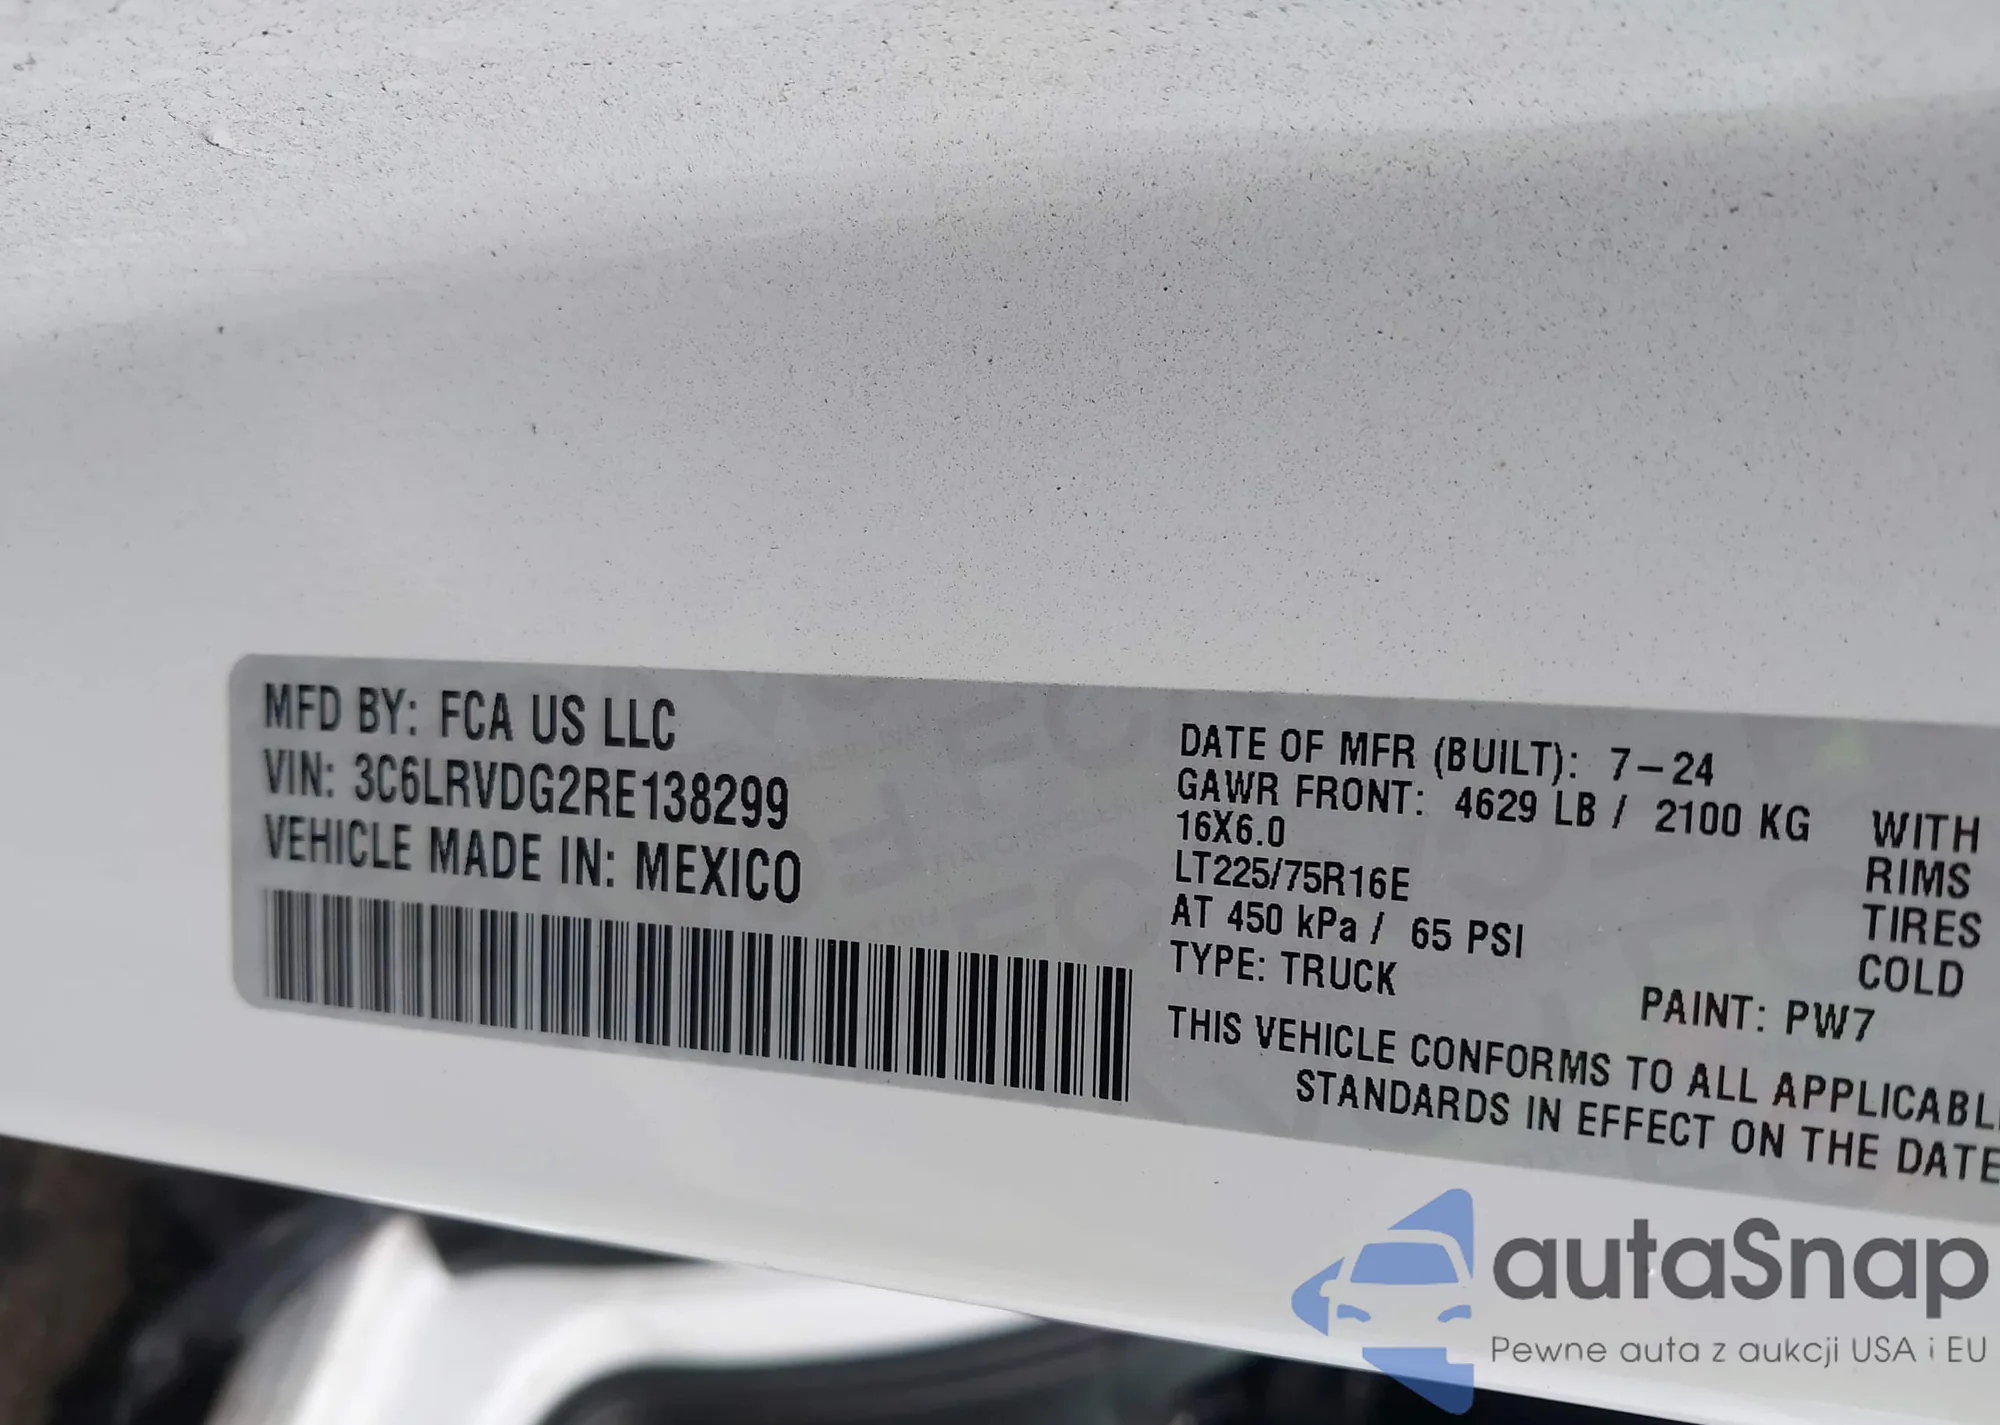 MFD BY: FCA US LLC
VIN: 3C6LRVDG2RE138299
VEHICLE MADE IN: MEXICO
DATE OF MFR (BUILT): 7-24
GAWR FRONT: 4629 LB / 2100 KG WITH
16X6.0 RIMS
LT225/75R16E TIRES
AT 450 kPa / 65 PSI COLD
TYPE: TRUCK
PAINT: PW7
THIS VEHICLE CONFORMS TO ALL APPLICABL
STANDARDS IN EFFECT ON THE DATE
autaSnap
Pewne auta z aukcji USA i EU